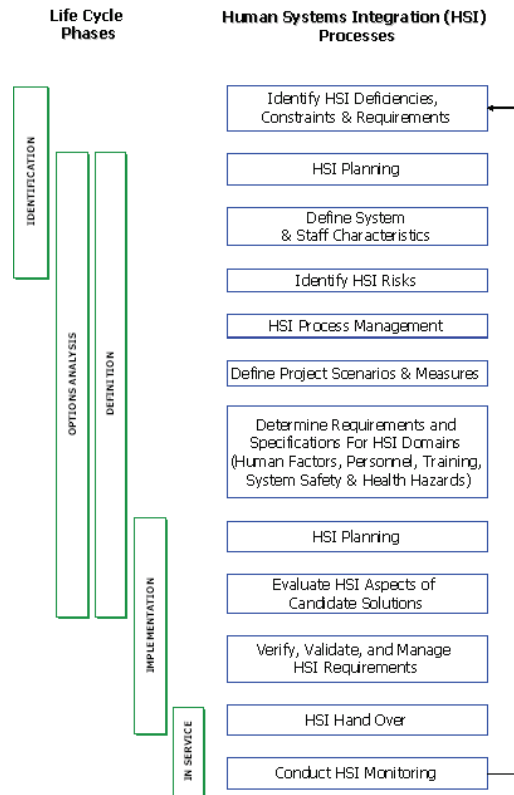 Life Cycle
Phases
Human Systems Integration (HSI)
Processes
IDENTIFICATION
OPTIONS ANALYSIS
DEFINITION
IMPLEMENTATION
IN SERVICE
Identify HSI Deficiencies,
Constraints & Requirements
HSI Planning
Define System
& Staff Characteristics
Identify HSI Risks
HSI Process Management
Define Project Scenarios & Measures
Determine Requirements and
Specifications For HSI Domains
(Human Factors, Personnel, Training,
System Safety & Health Hazards)
HSI Planning
Evaluate HSI Aspects of
Candidate Solutions
Verify, Validate, and Manage
HSI Requirements
HSI Hand Over
Conduct HSI Monitoring